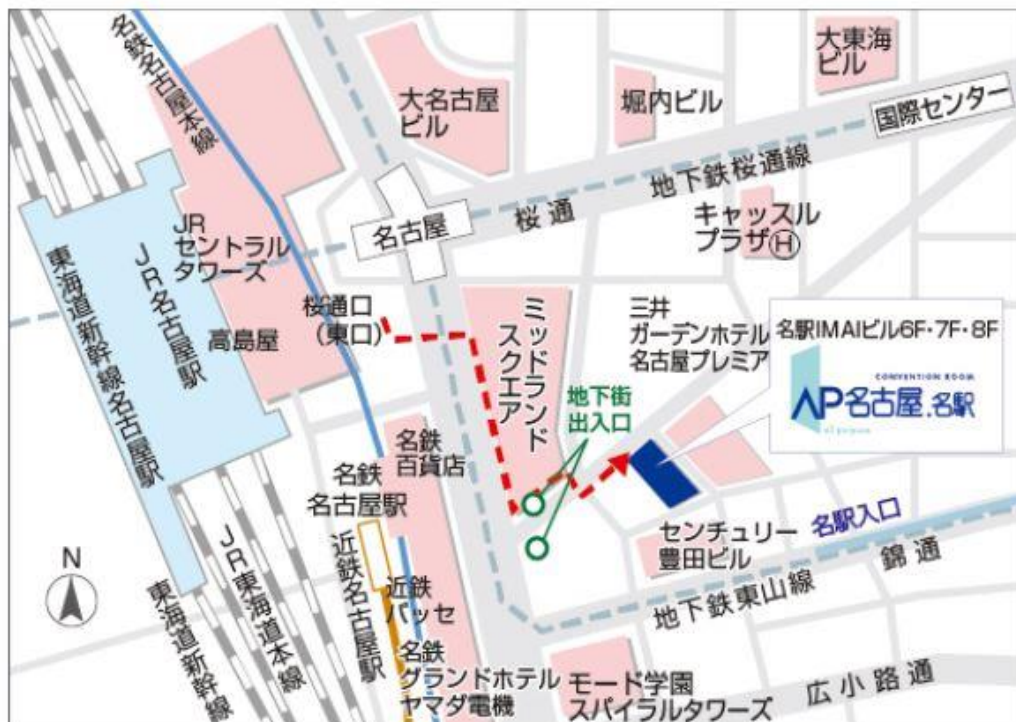 名鉄名古屋本線
大名古屋
ビル
堀内ビル
大東海
ビル
国際センター
地下鉄桜通線
桜通
名古屋
キャッスル
プラザ
H
JR
セントラル
タワーズ
JR名古屋駅
東海道新幹線名古屋駅
高島屋
桜通口
(東口)
ミッドランド
スクエア
三井
ガーデンホテル
名古屋プレミア
名駅IMAIビル6F・7F・8F
CONVENTION ROOM
AP名古屋.名駅
地下街
出入口
名鉄
百貨店
名鉄
名古屋駅
近鉄名古屋駅
近鉄
パッセ
センチュリー
豊田ビル
名駅入口
錦通
地下鉄東山線
N
東海道新幹線
JR東海道本線
名鉄
グランドホテル
ヤマダ電機
モード学園
スパイラルタワーズ
広小路通